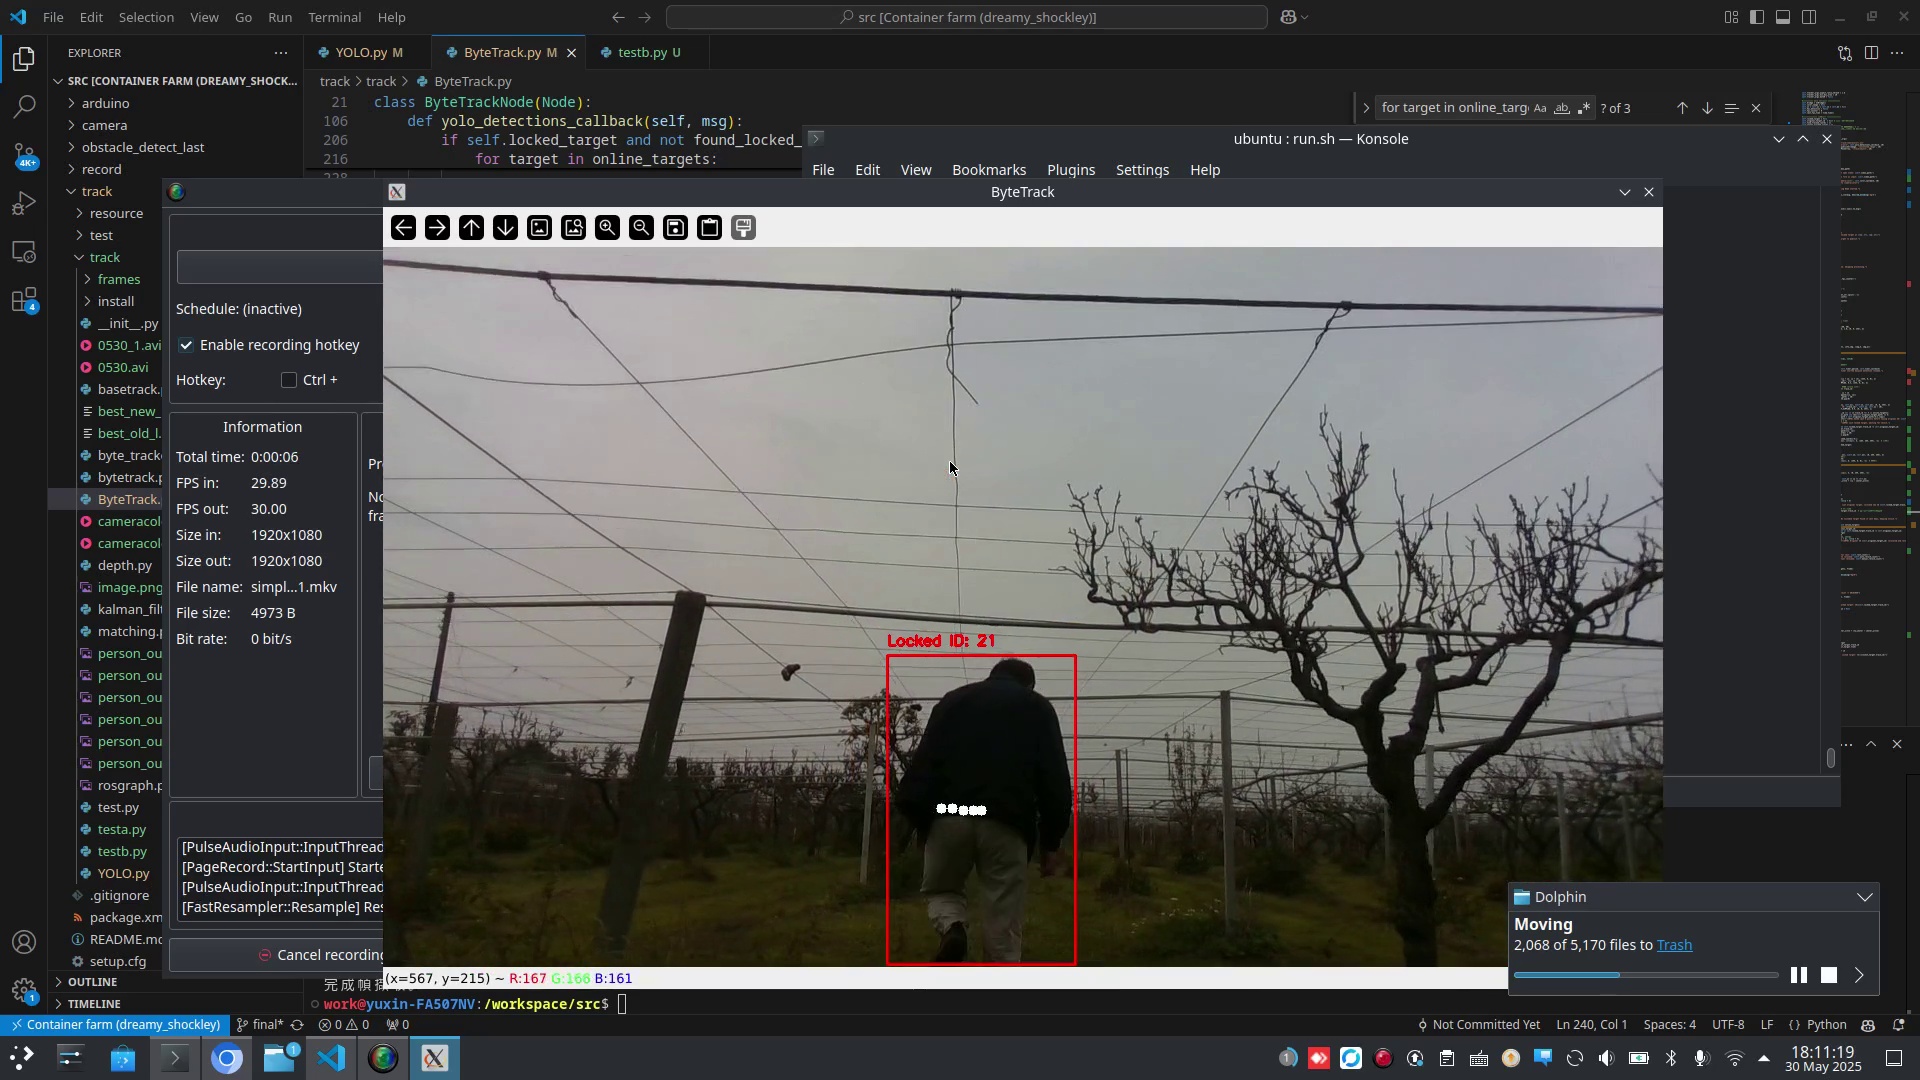 File Edit Selection View Go Run Terminal Help
src [Container farm (dreamy_shockley)]
EXPLORER
YOLO.py M
ByteTrack.py M
testb.py U
SRC [CONTAINER FARM (DREAMY_SHOCK...
track > track > ByteTrack.py
arduino
camera
obstacle_detect_last
record
track
resource
test
track
frames
install
__init__.py
0530_1.avi
0530.avi
basetrack.
best_new_
best_old_l.
byte_track
bytetrack.p
ByteTrack.
cameracol
cameracol
depth.py
image.png
kalman_filt
matching.p
person_ou
person_ou
person_ou
person_ou
person_ou
person_ou
rosgraph.p
test.py
testa.py
testb.py
YOLO.py
.gitignore
package.xm
README.md
setup.cfg
OUTLINE
TIMELINE
21 class ByteTrackNode(Node):
106 def yolo_detections_callback(self, msg):
206 if self.locked_target and not found_locked_
216 for target in online_targets:
228
for target in online_targ
Aa ab
? of 3
ubuntu : run.sh — Konsole
File Edit View Bookmarks Plugins Settings Help
ByteTrack
Schedule: (inactive)
Enable recording hotkey
Hotkey: Ctrl +
Information
Total time: 0:00:06
FPS in: 29.89
FPS out: 30.00
Size in: 1920x1080
Size out: 1920x1080
File name: simpl...1.mkv
File size: 4973 B
Bit rate: 0 bit/s
Pr
No
fra
[PulseAudioInput::InputThread
[PageRecord::StartInput] Starte
[PulseAudioInput::InputThread
[FastResampler::Resample] Res
Cancel recording
Locked ID: 21
(x=567, y=215) ~ R:167 G:166 B:161
work@yuxin-FA507NV:/workspace/src$
Dolphin
Moving
2,068 of 5,170 files to Trash
4K+
4
1
Container farm (dreamy_shockley)
final*
0 0
0
Not Committed Yet
Ln 240, Col 1
Spaces: 4
UTF-8
LF
{} Python
1
1
18:11:19
30 May 2025